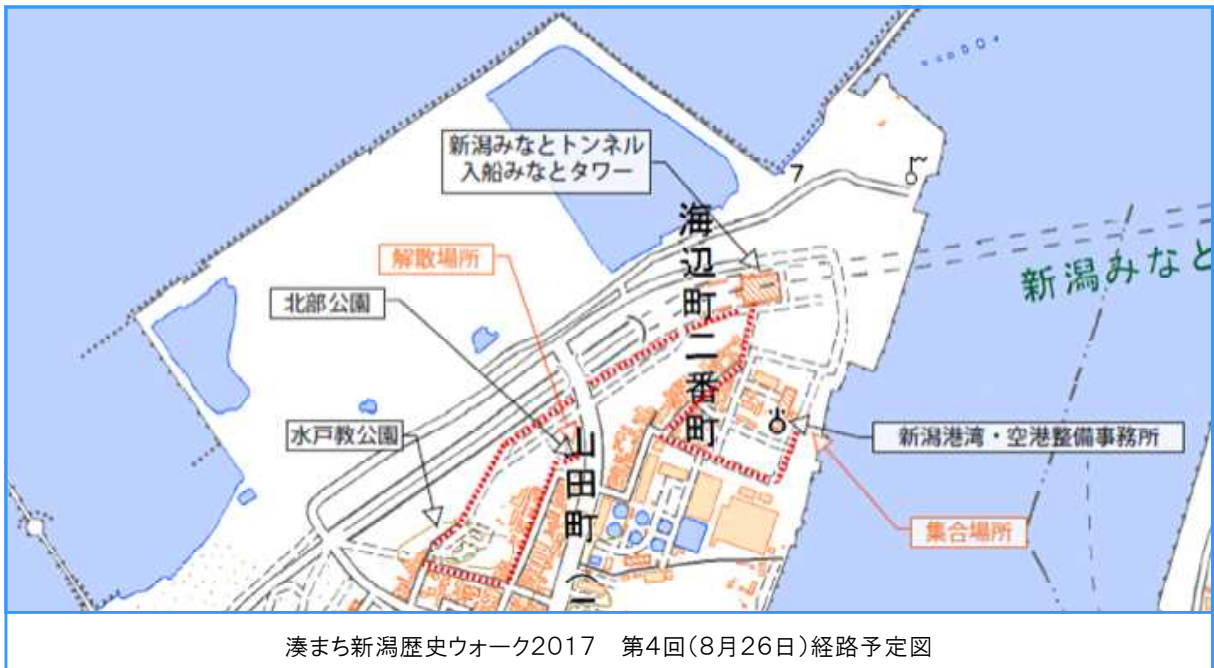 新潟みなとトンネル
入船みなとタワー
7
海辺町二番町
新潟みなと
解散場所
北部公園
水戸教公園
山田町
新潟港湾・空港整備事務所
集合場所
湊まち新潟歴史ウォーク2017 第4回(8月26日)経路予定図